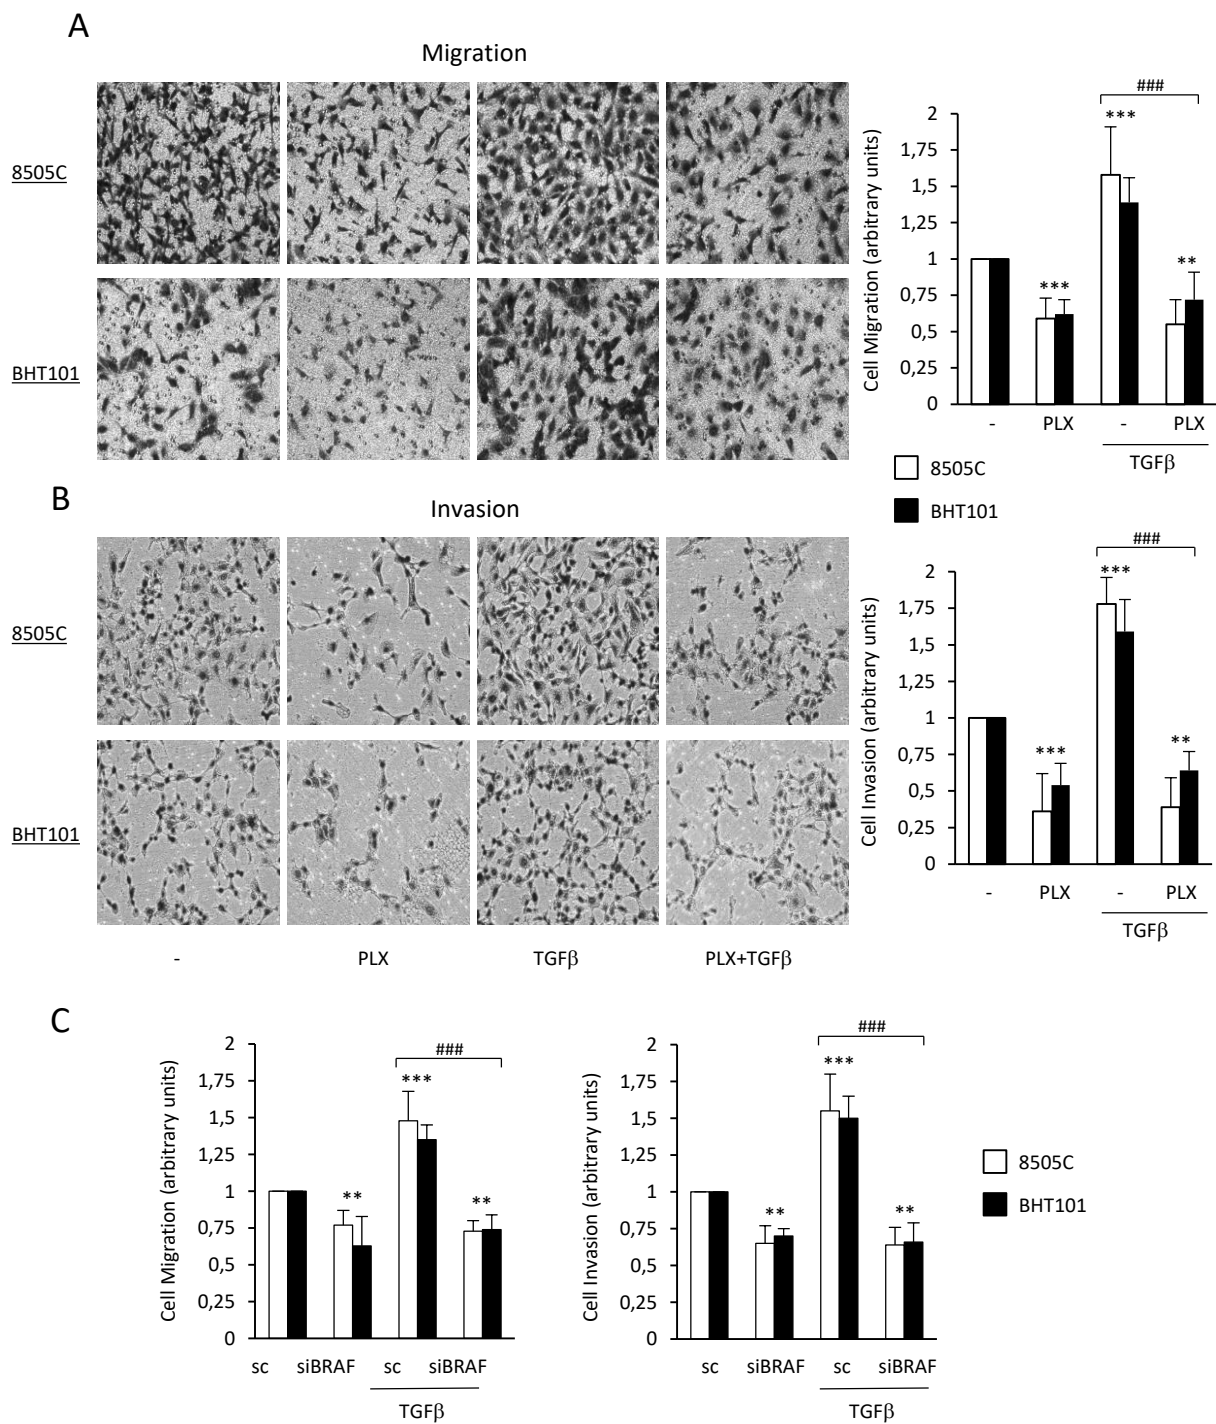 A
Migration
8505C
BHT101
###
***
***
**
Cell Migration (arbitrary units)
2
1,75
1,5
1,25
1
0,75
0,5
0,25
0
- PLX - PLX
TGFβ
8505C
BHT101
B
Invasion
8505C
BHT101
###
***
***
**
Cell Invasion (arbitrary units)
2
1,75
1,5
1,25
1
0,75
0,5
0,25
0
- PLX - PLX
TGFβ
- PLX TGFβ PLX+TGFβ
C
###
***
**
**
Cell Migration (arbitrary units)
2
1,75
1,5
1,25
1
0,75
0,5
0,25
0
sc siBRAF sc siBRAF
TGFβ
###
***
**
**
Cell Invasion (arbitrary units)
2
1,75
1,5
1,25
1
0,75
0,5
0,25
0
sc siBRAF sc siBRAF
TGFβ
8505C
BHT101